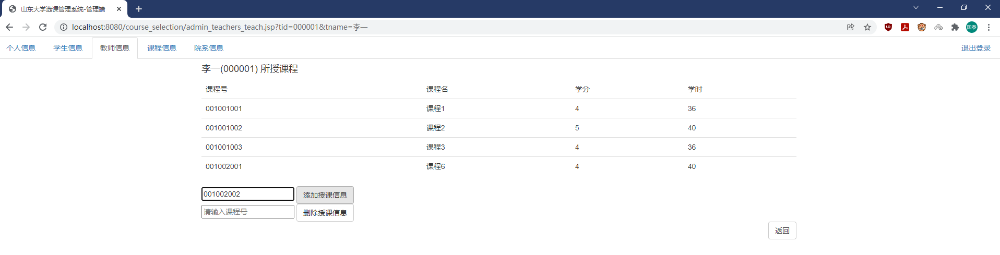 山东大学选课管理系统-管理端
localhost:8080/course_selection/admin_teachers_teach.jsp?tid=000001&tname=李一
UD
国泰
个人信息 学生信息 教师信息 课程信息 院系信息 退出登录
李一(000001) 所授课程
课程号 课程名 学分 学时
001001001 课程1 4 36
001001002 课程2 5 40
001001003 课程3 4 36
001002001 课程6 4 40
001002002 添加授课信息
请输入课程号 删除授课信息
返回